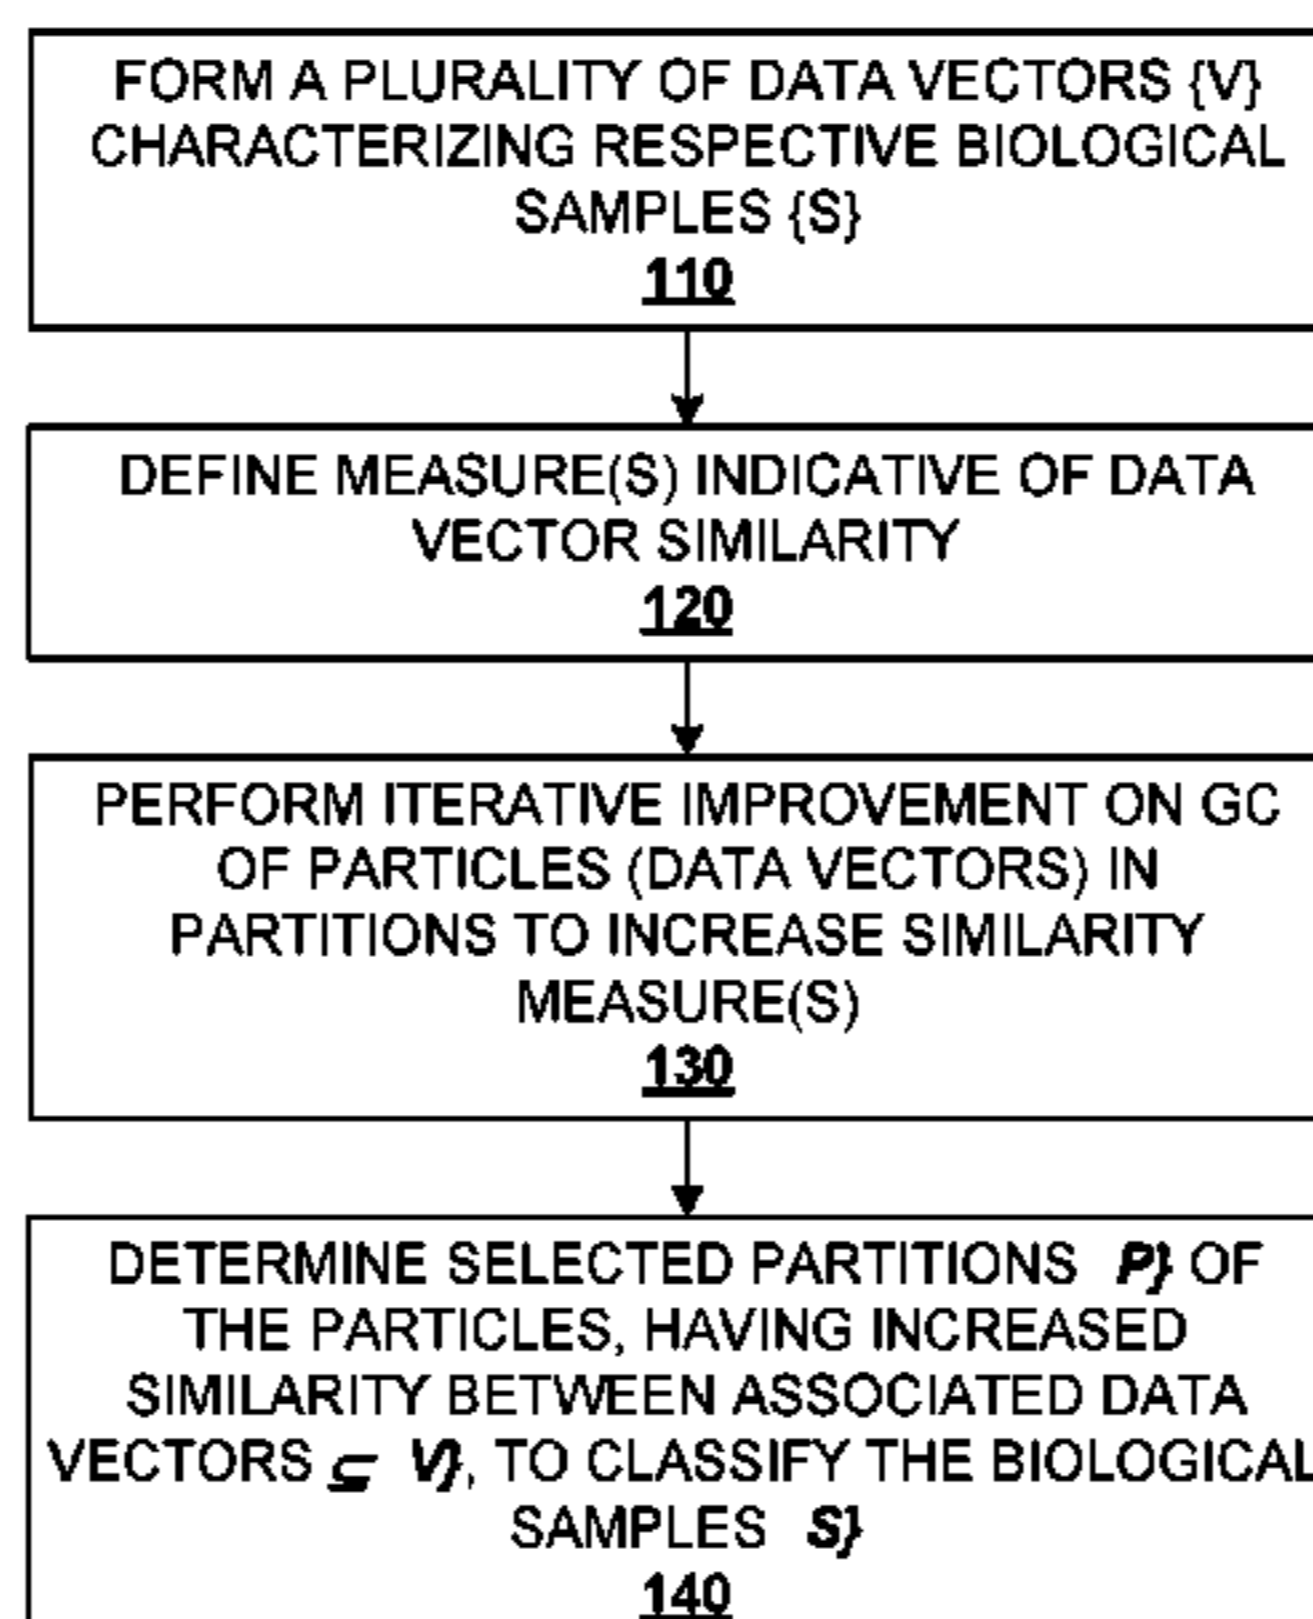 FORM A PLURALITY OF DATA VECTORS {V}
CHARACTERIZING RESPECTIVE BIOLOGICAL
SAMPLES {S}
110
DEFINE MEASURE(S) INDICATIVE OF DATA
VECTOR SIMILARITY
120
PERFORM ITERATIVE IMPROVEMENT ON GC
OF PARTICLES (DATA VECTORS) IN
PARTITIONS TO INCREASE SIMILARITY
MEASURE(S)
130
DETERMINE SELECTED PARTITIONS P} OF
THE PARTICLES, HAVING INCREASED
SIMILARITY BETWEEN ASSOCIATED DATA
VECTORS ⊆ V}, TO CLASSIFY THE BIOLOGICAL
SAMPLES S}
140